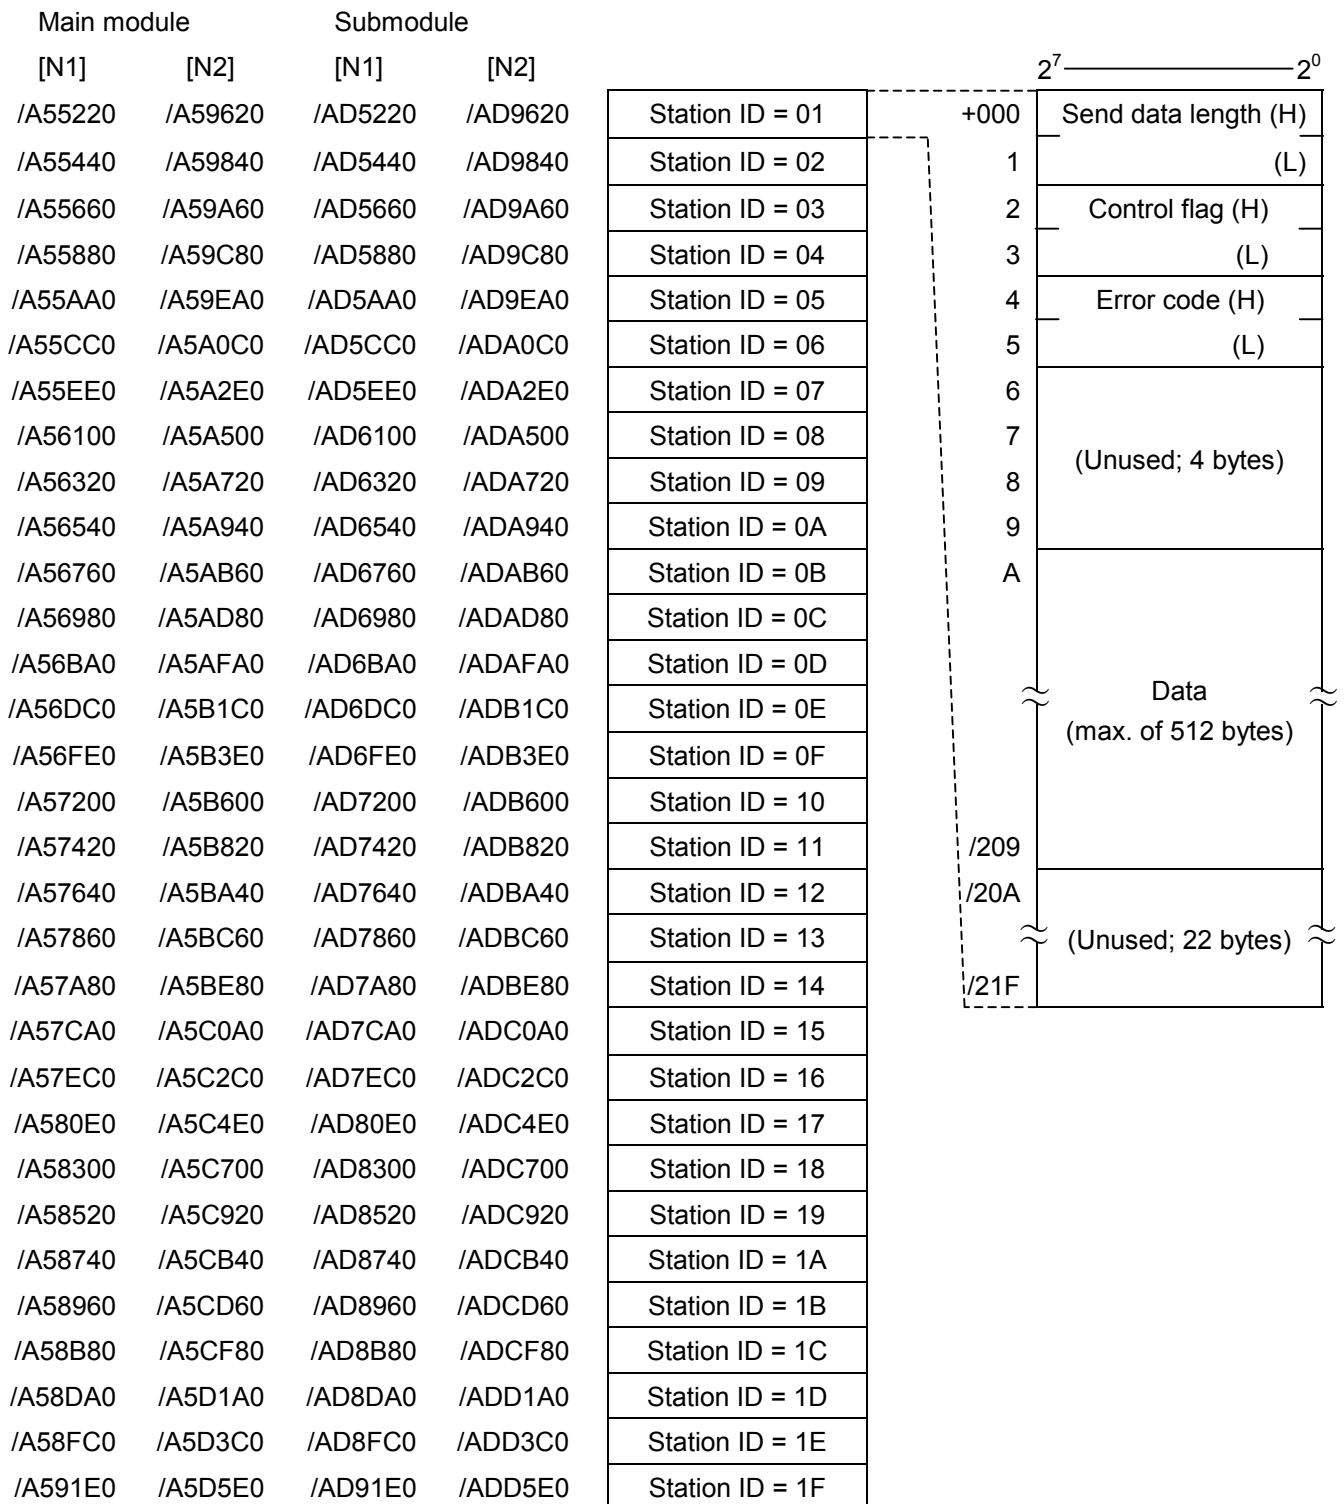 Main module Submodule
[N1] [N2] [N1] [N2] 2⁷ 2⁰
/A55220 /A59620 /AD5220 /AD9620 Station ID = 01 +000 Send data length (H)
/A55440 /A59840 /AD5440 /AD9840 Station ID = 02 1 (L)
/A55660 /A59A60 /AD5660 /AD9A60 Station ID = 03 2 Control flag (H)
/A55880 /A59C80 /AD5880 /AD9C80 Station ID = 04 3 (L)
/A55AA0 /A59EA0 /AD5AA0 /AD9EA0 Station ID = 05 4 Error code (H)
/A55CC0 /A5A0C0 /AD5CC0 /ADA0C0 Station ID = 06 5 (L)
/A55EE0 /A5A2E0 /AD5EE0 /ADA2E0 Station ID = 07 6
/A56100 /A5A500 /AD6100 /ADA500 Station ID = 08 7
(Unused; 4 bytes)
/A56320 /A5A720 /AD6320 /ADA720 Station ID = 09 8
/A56540 /A5A940 /AD6540 /ADA940 Station ID = 0A 9
/A56760 /A5AB60 /AD6760 /ADAB60 Station ID = 0B A
/A56980 /A5AD80 /AD6980 /ADAD80 Station ID = 0C
/A56BA0 /A5AFA0 /AD6BA0 /ADAFA0 Station ID = 0D
Data
/A56DC0 /A5B1C0 /AD6DC0 /ADB1C0 Station ID = 0E
(max. of 512 bytes)
/A56FE0 /A5B3E0 /AD6FE0 /ADB3E0 Station ID = 0F
/A57200 /A5B600 /AD7200 /ADB600 Station ID = 10
/A57420 /A5B820 /AD7420 /ADB820 Station ID = 11 /209
/A57640 /A5BA40 /AD7640 /ADBA40 Station ID = 12 /20A
/A57860 /A5BC60 /AD7860 /ADBC60 Station ID = 13 (Unused; 22 bytes)
/A57A80 /A5BE80 /AD7A80 /ADBE80 Station ID = 14 /21F
/A57CA0 /A5C0A0 /AD7CA0 /ADC0A0 Station ID = 15
/A57EC0 /A5C2C0 /AD7EC0 /ADC2C0 Station ID = 16
/A580E0 /A5C4E0 /AD80E0 /ADC4E0 Station ID = 17
/A58300 /A5C700 /AD8300 /ADC700 Station ID = 18
/A58520 /A5C920 /AD8520 /ADC920 Station ID = 19
/A58740 /A5CB40 /AD8740 /ADCB40 Station ID = 1A
/A58960 /A5CD60 /AD8960 /ADCD60 Station ID = 1B
/A58B80 /A5CF80 /AD8B80 /ADCF80 Station ID = 1C
/A58DA0 /A5D1A0 /AD8DA0 /ADD1A0 Station ID = 1D
/A58FC0 /A5D3C0 /AD8FC0 /ADD3C0 Station ID = 1E
/A591E0 /A5D5E0 /AD91E0 /ADD5E0 Station ID = 1F